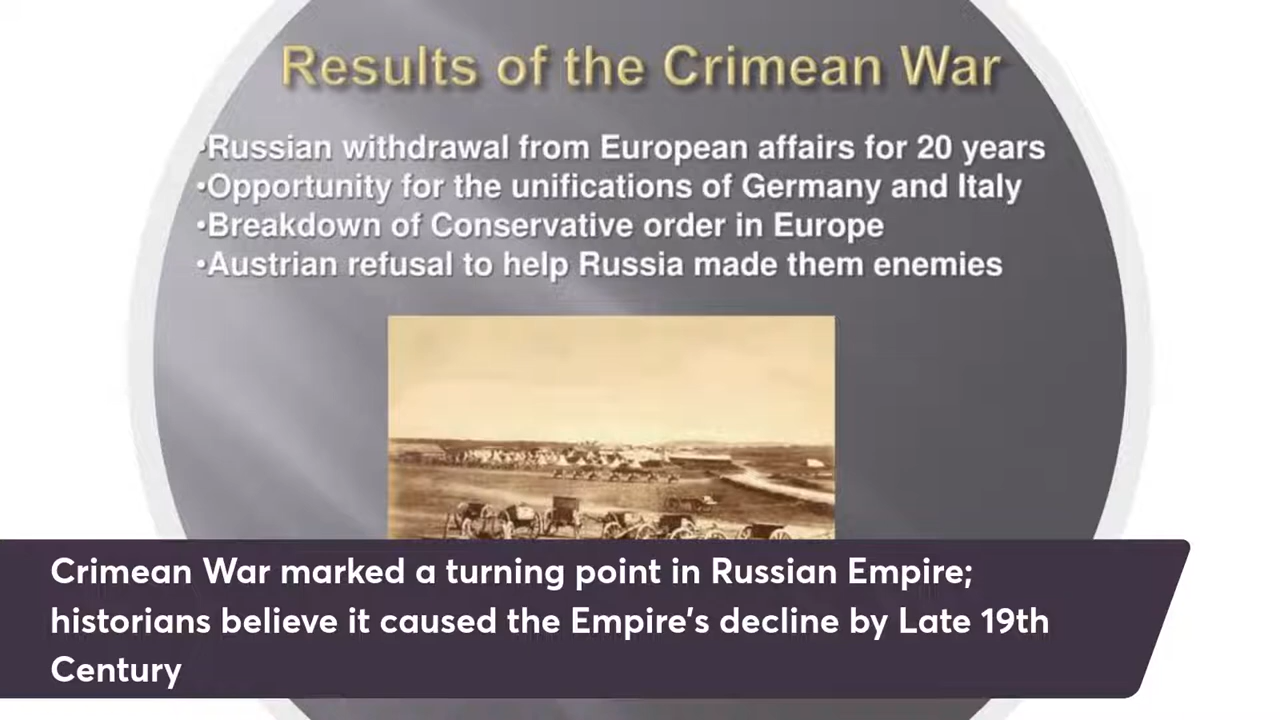 Results of the Crimean War
•Russian withdrawal from European affairs for 20 years
•Opportunity for the unifications of Germany and Italy
•Breakdown of Conservative order in Europe
•Austrian refusal to help Russia made them enemies
Crimean War marked a turning point in Russian Empire;
historians believe it caused the Empire's decline by Late 19th
Century